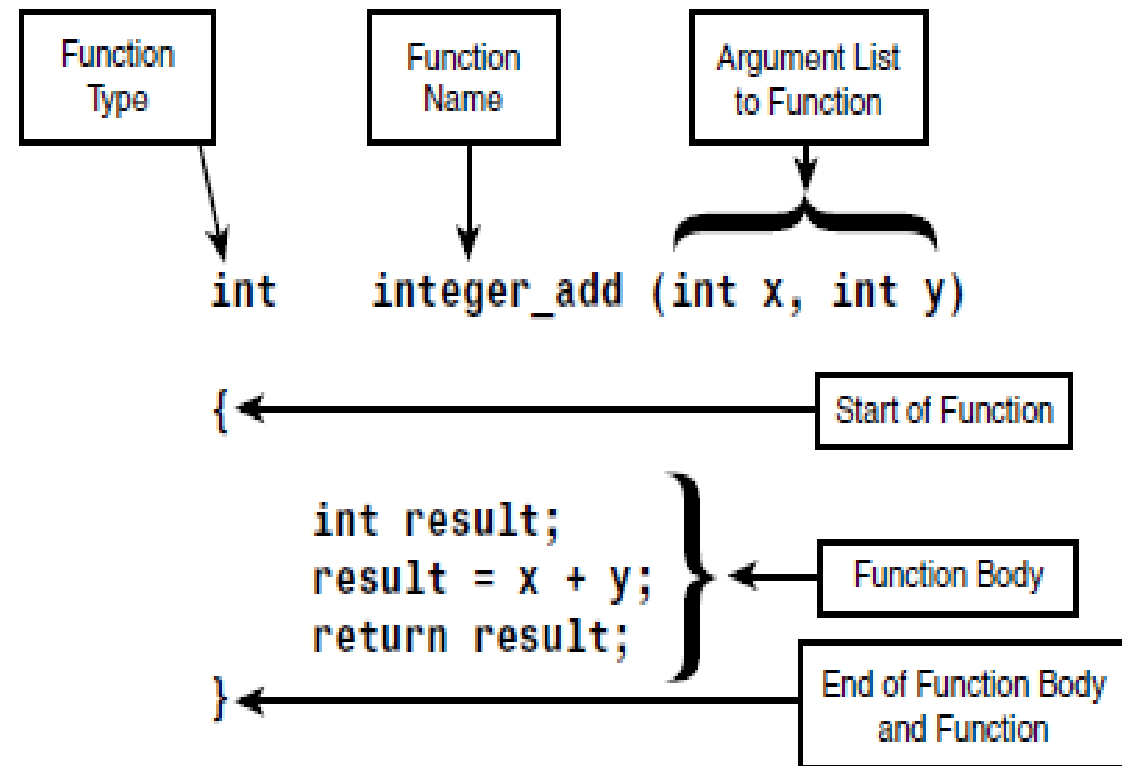 Function
Type
Function
Name
Argument List
to Function
int integer_add (int x, int y)
{
Start of Function
int result;
result = x + y;
return result;
Function Body
}
End of Function Body
and Function